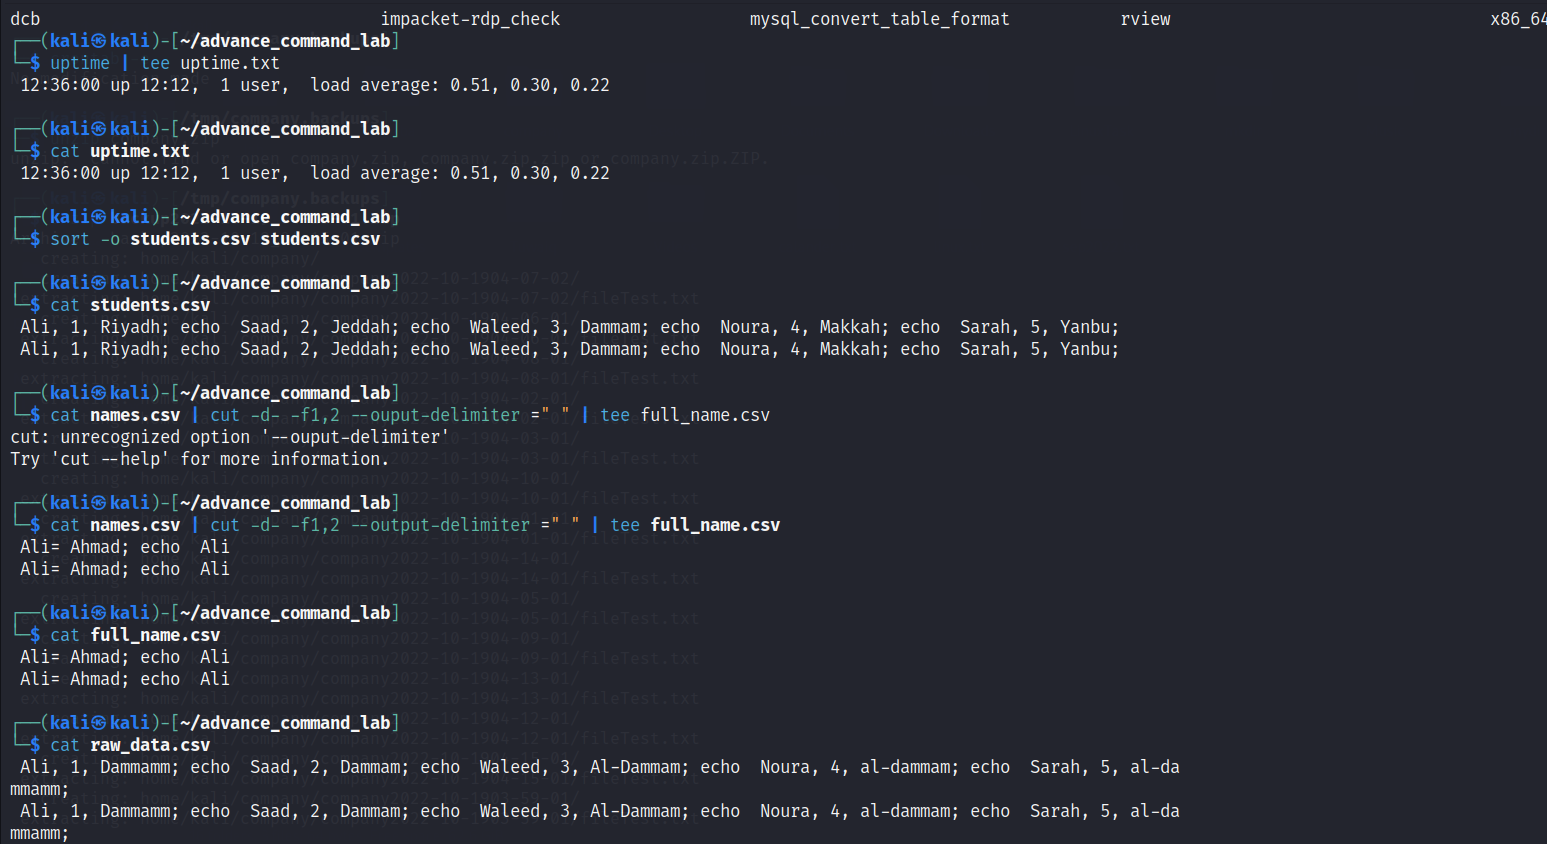 dcb impacket-rdp_check mysql_convert_table_format rview x86_64
┌──(kali㉿kali)-[~/advance_command_lab]
└─$ uptime | tee uptime.txt
 12:36:00 up 12:12,  1 user,  load average: 0.51, 0.30, 0.22
┌──(kali㉿kali)-[~/advance_command_lab]
└─$ cat uptime.txt
 12:36:00 up 12:12,  1 user,  load average: 0.51, 0.30, 0.22
┌──(kali㉿kali)-[~/advance_command_lab]
└─$ sort -o students.csv students.csv
┌──(kali㉿kali)-[~/advance_command_lab]
└─$ cat students.csv
 Ali, 1, Riyadh; echo  Saad, 2, Jeddah; echo  Waleed, 3, Dammam; echo  Noura, 4, Makkah; echo  Sarah, 5, Yanbu;
 Ali, 1, Riyadh; echo  Saad, 2, Jeddah; echo  Waleed, 3, Dammam; echo  Noura, 4, Makkah; echo  Sarah, 5, Yanbu;
┌──(kali㉿kali)-[~/advance_command_lab]
└─$ cat names.csv | cut -d- -f1,2 --ouput-delimiter =" " | tee full_name.csv
cut: unrecognized option '--ouput-delimiter'
Try 'cut --help' for more information.
┌──(kali㉿kali)-[~/advance_command_lab]
└─$ cat names.csv | cut -d- -f1,2 --output-delimiter =" " | tee full_name.csv
 Ali= Ahmad; echo  Ali
 Ali= Ahmad; echo  Ali
┌──(kali㉿kali)-[~/advance_command_lab]
└─$ cat full_name.csv
 Ali= Ahmad; echo  Ali
 Ali= Ahmad; echo  Ali
┌──(kali㉿kali)-[~/advance_command_lab]
└─$ cat raw_data.csv
 Ali, 1, Dammamm; echo  Saad, 2, Dammam; echo  Waleed, 3, Al-Dammam; echo  Noura, 4, al-dammam; echo  Sarah, 5, al-da
mmamm;
 Ali, 1, Dammamm; echo  Saad, 2, Dammam; echo  Waleed, 3, Al-Dammam; echo  Noura, 4, al-dammam; echo  Sarah, 5, al-da
mmamm;